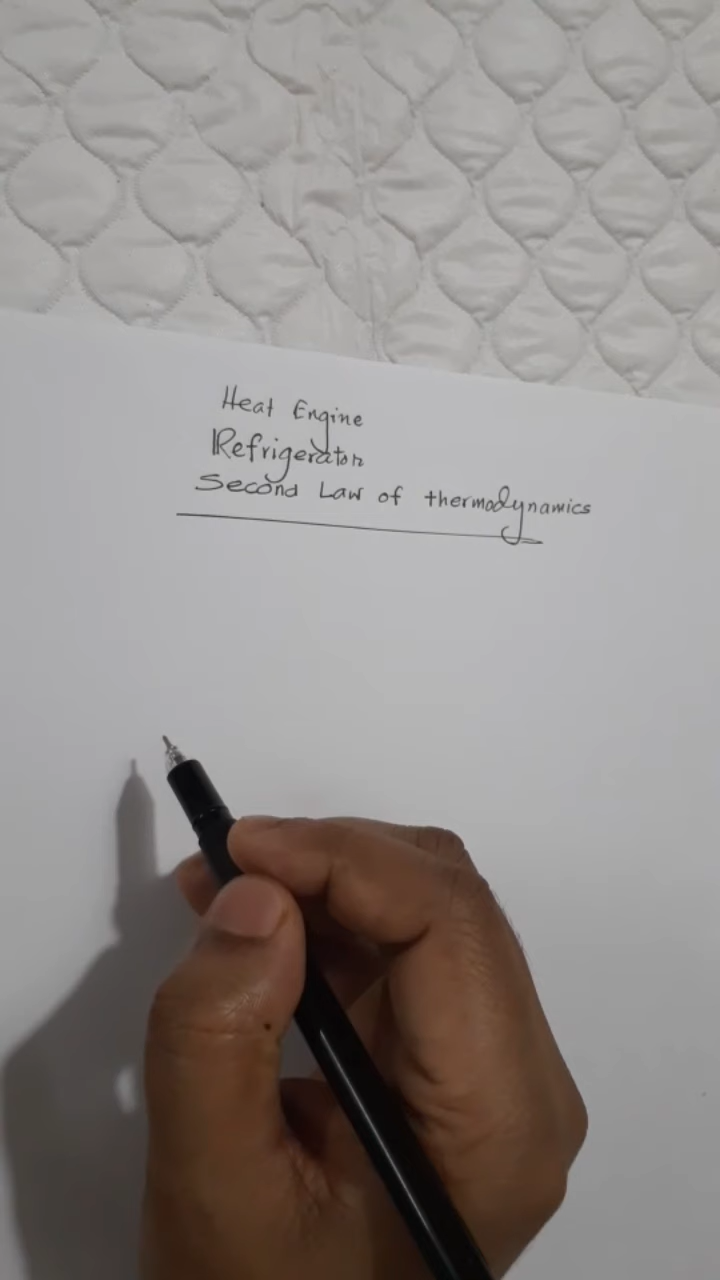 Heat Engine
Refrigerator
Second Law of thermodynamics